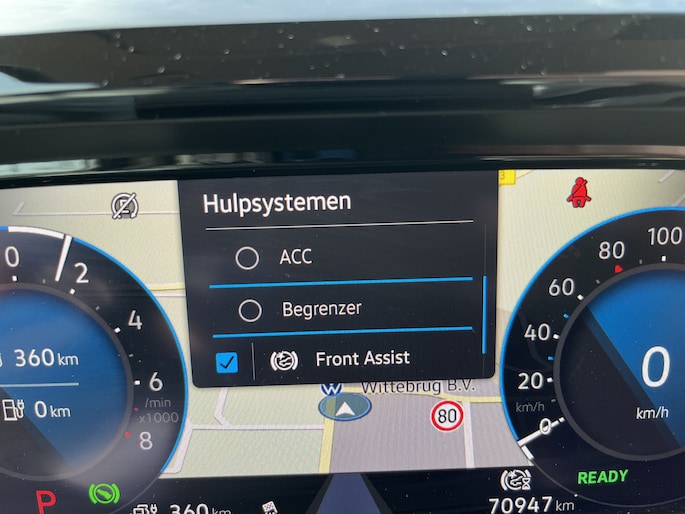 Hulpsystemen
ACC
Begrenzer
Front Assist
0
2
4
6
8
/min
x1000
360 km
0 km
3
Wittebrug B.V.
80
100
80
60
40
20
0
km/h
0
km/h
P
360 km
READY
70947 km